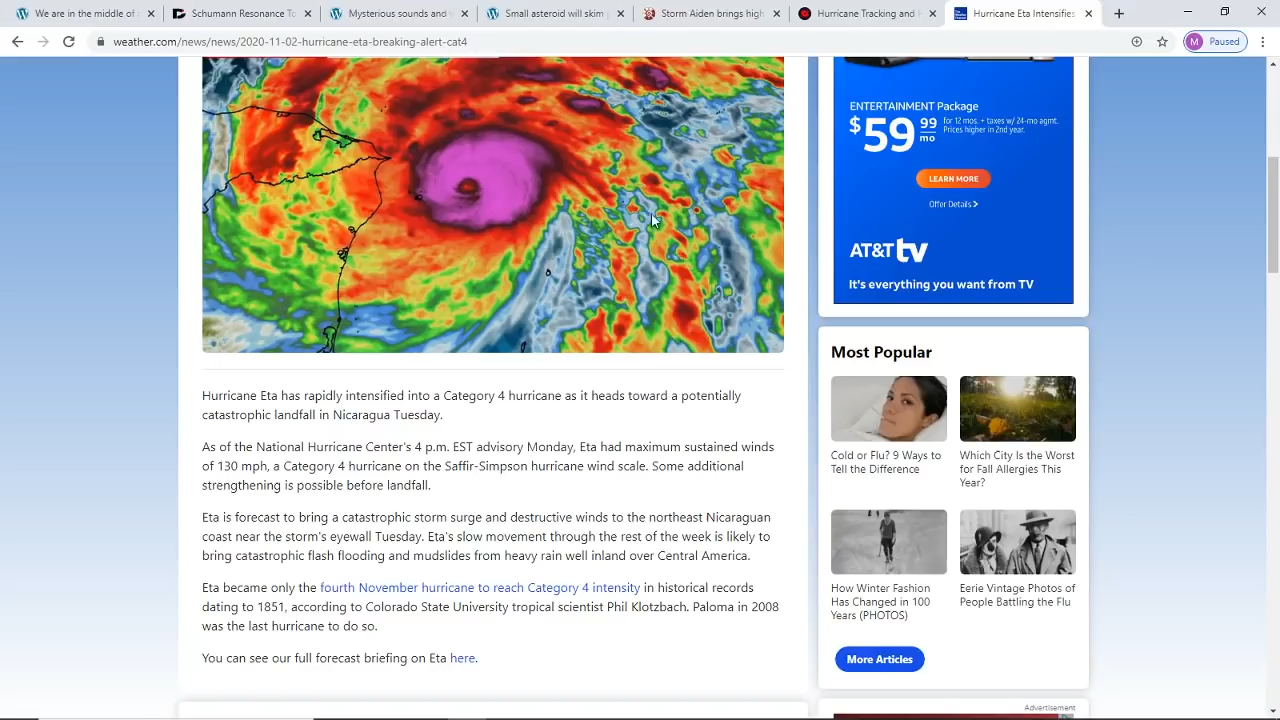 We are in the middle of
Schumann Resonance To
Mysterious sounds and
Small asteroid will skim
Storm Aiden brings high
Hurricane Tracking and H
Hurricane Eta Intensifies
weather.com/news/news/2020-11-02-hurricane-eta-breaking-alert-cat4
M
Paused
ENTERTAINMENT Package
$59 99 mo
for 12 mos. + taxes w/ 24-mo agmt.
Prices higher in 2nd year.
LEARN MORE
Offer Details >
AT&T tv
It's everything you want from TV
Hurricane Eta has rapidly intensified into a Category 4 hurricane as it heads toward a potentially
catastrophic landfall in Nicaragua Tuesday.
As of the National Hurricane Center's 4 p.m. EST advisory Monday, Eta had maximum sustained winds
of 130 mph, a Category 4 hurricane on the Saffir-Simpson hurricane wind scale. Some additional
strengthening is possible before landfall.
Eta is forecast to bring a catastrophic storm surge and destructive winds to the northeast Nicaraguan
coast near the storm's eyewall Tuesday. Eta's slow movement through the rest of the week is likely to
bring catastrophic flash flooding and mudslides from heavy rain well inland over Central America.
Eta became only the fourth November hurricane to reach Category 4 intensity in historical records
dating to 1851, according to Colorado State University tropical scientist Phil Klotzbach. Paloma in 2008
was the last hurricane to do so.
You can see our full forecast briefing on Eta here.
Most Popular
Cold or Flu? 9 Ways to
Tell the Difference
Which City Is the Worst
for Fall Allergies This
Year?
How Winter Fashion
Has Changed in 100
Years (PHOTOS)
Eerie Vintage Photos of
People Battling the Flu
More Articles
Advertisement